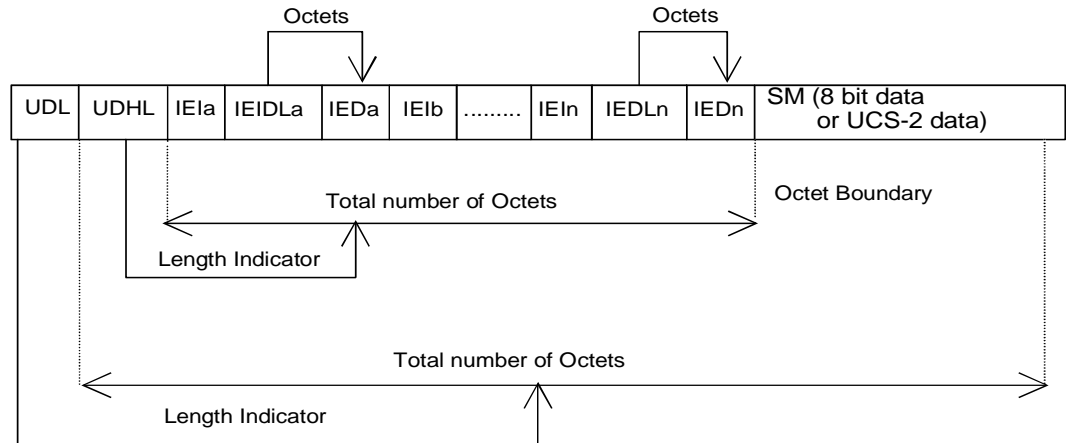 Octets
Octets
UDL UDHL IEIa IEIDLa IEDa IEIb ......... IEIn IEDLn IEDn SM (8 bit data
or UCS-2 data)
Total number of Octets
Octet Boundary
Length Indicator
Total number of Octets
Length Indicator